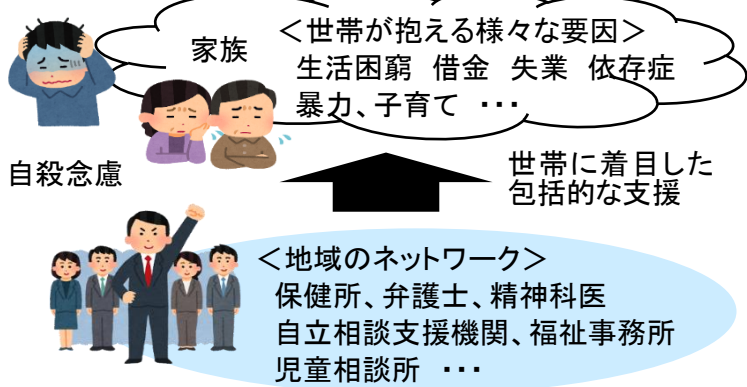 家族
＜世帯が抱える様々な要因＞
生活困窮　借金　失業　依存症
暴力、子育て　・・・
自殺念慮
世帯に着目した
包括的な支援
＜地域のネットワーク＞
保健所、弁護士、精神科医
自立相談支援機関、福祉事務所
児童相談所　・・・